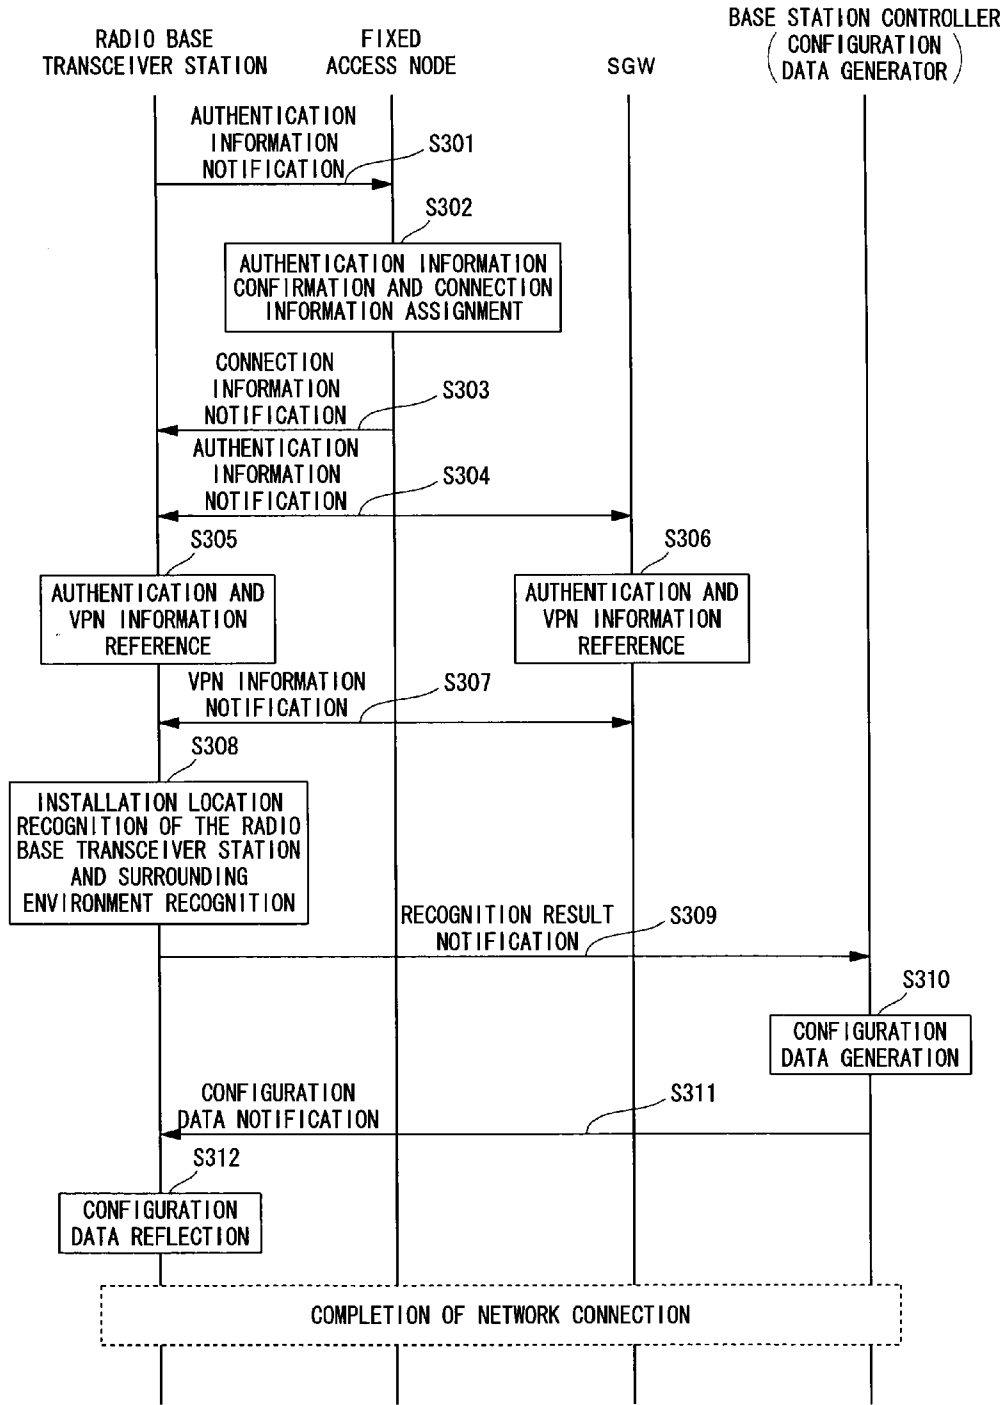 RADIO BASE
TRANSCEIVER STATION
FIXED
ACCESS NODE
SGW
BASE STATION CONTROLLER
(CONFIGURATION
DATA GENERATOR)
AUTHENTICATION
INFORMATION
NOTIFICATION
S301
S302
AUTHENTICATION INFORMATION
CONFIRMATION AND CONNECTION
INFORMATION ASSIGNMENT
CONNECTION
INFORMATION
NOTIFICATION
S303
AUTHENTICATION
INFORMATION
NOTIFICATION
S304
S305
AUTHENTICATION AND
VPN INFORMATION
REFERENCE
S306
AUTHENTICATION AND
VPN INFORMATION
REFERENCE
VPN INFORMATION
NOTIFICATION
S307
S308
INSTALLATION LOCATION
RECOGNITION OF THE RADIO
BASE TRANSCEIVER STATION
AND SURROUNDING
ENVIRONMENT RECOGNITION
RECOGNITION RESULT
NOTIFICATION
S309
S310
CONFIGURATION
DATA GENERATION
CONFIGURATION
DATA NOTIFICATION
S311
S312
CONFIGURATION
DATA REFLECTION
COMPLETION OF NETWORK CONNECTION